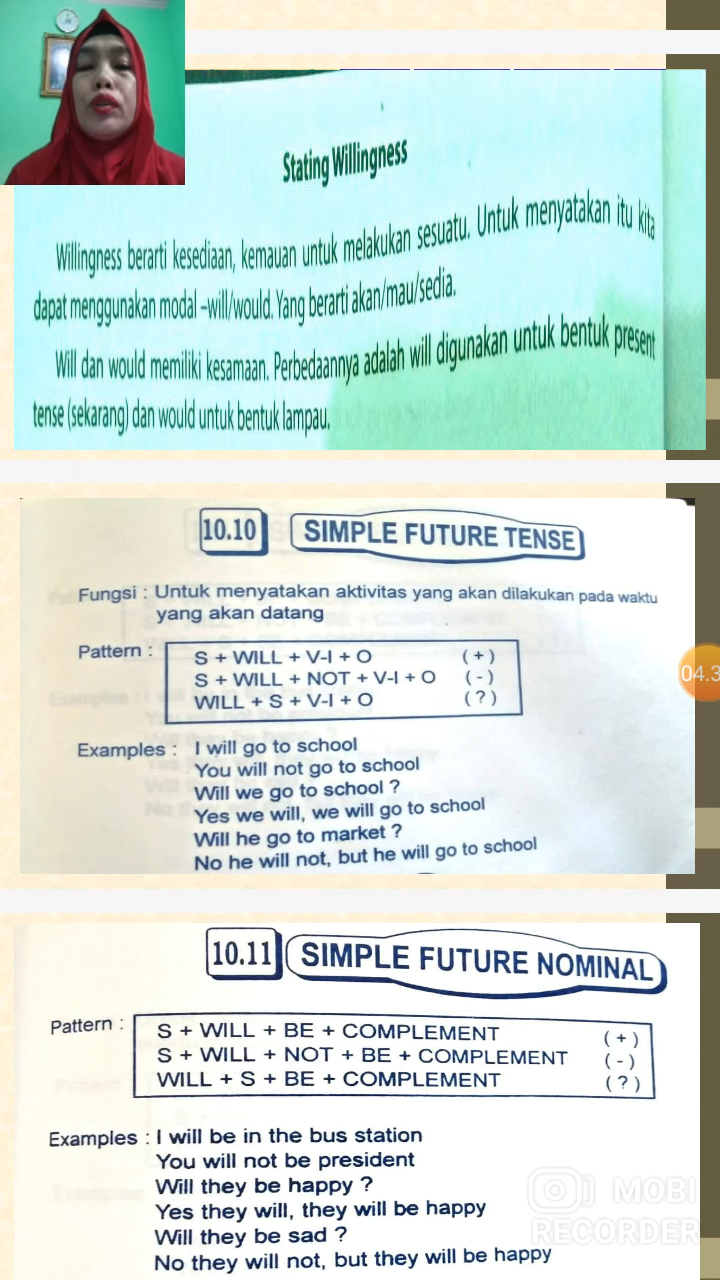 Stating Willingness
Willingness berarti kesediaan, kemauan untuk melakukan sesuatu. Untuk menyatakan itu kita
dapat menggunakan modal –will/would. Yang berarti akan/mau/sedia.
Will dan would memiliki kesamaan. Perbedaannya adalah will digunakan untuk bentuk present
tense (sekarang) dan would untuk bentuk lampau.
10.10 SIMPLE FUTURE TENSE
Fungsi : Untuk menyatakan aktivitas yang akan dilakukan pada waktu
yang akan datang
Pattern : S + WILL + V-I + O (+)
S + WILL + NOT + V-I + O (-)
WILL + S + V-I + O (?)
04.3
Examples : I will go to school
You will not go to school
Will we go to school ?
Yes we will, we will go to school
Will he go to market ?
No he will not, but he will go to school
10.11 SIMPLE FUTURE NOMINAL
Pattern : S + WILL + BE + COMPLEMENT (+)
S + WILL + NOT + BE + COMPLEMENT (-)
WILL + S + BE + COMPLEMENT (?)
Examples : I will be in the bus station
You will not be president
Will they be happy ?
Yes they will, they will be happy
Will they be sad ?
No they will not, but they will be happy
MOBI
RECORDER